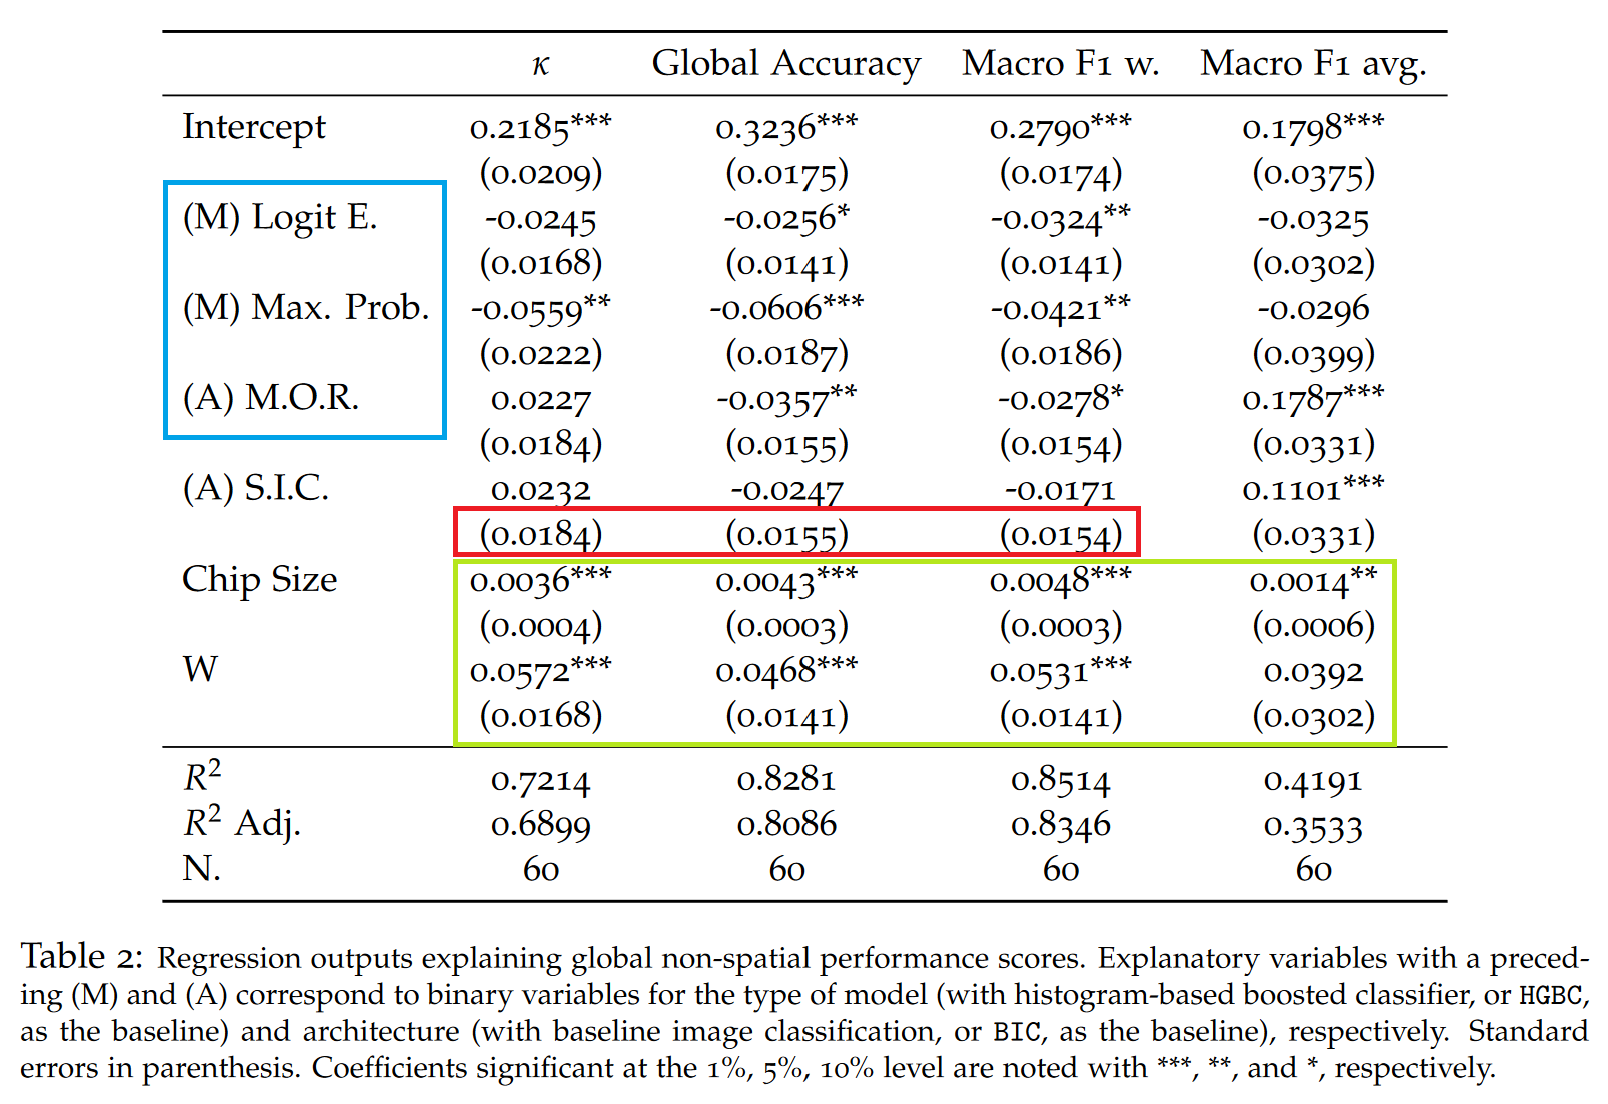 κ Global Accuracy Macro F1 w. Macro F1 avg.
Intercept 0.2185*** 0.3236*** 0.2790*** 0.1798***
(0.0209) (0.0175) (0.0174) (0.0375)
(M) Logit E. -0.0245 -0.0256* -0.0324** -0.0325
(0.0168) (0.0141) (0.0141) (0.0302)
(M) Max. Prob. -0.0559** -0.0606*** -0.0421** -0.0296
(0.0222) (0.0187) (0.0186) (0.0399)
(A) M.O.R. 0.0227 -0.0357** -0.0278* 0.1787***
(0.0184) (0.0155) (0.0154) (0.0331)
(A) S.I.C. 0.0232 -0.0247 -0.0171 0.1101***
(0.0184) (0.0155) (0.0154) (0.0331)
Chip Size 0.0036*** 0.0043*** 0.0048*** 0.0014**
(0.0004) (0.0003) (0.0003) (0.0006)
W 0.0572*** 0.0468*** 0.0531*** 0.0392
(0.0168) (0.0141) (0.0141) (0.0302)
R² 0.7214 0.8281 0.8514 0.4191
R² Adj. 0.6899 0.8086 0.8346 0.3533
N. 60 60 60 60
Table 2: Regression outputs explaining global non-spatial performance scores. Explanatory variables with a preced-
ing (M) and (A) correspond to binary variables for the type of model (with histogram-based boosted classifier, or HGBC,
as the baseline) and architecture (with baseline image classification, or BIC, as the baseline), respectively. Standard
errors in parenthesis. Coefficients significant at the 1%, 5%, 10% level are noted with ***, **, and *, respectively.